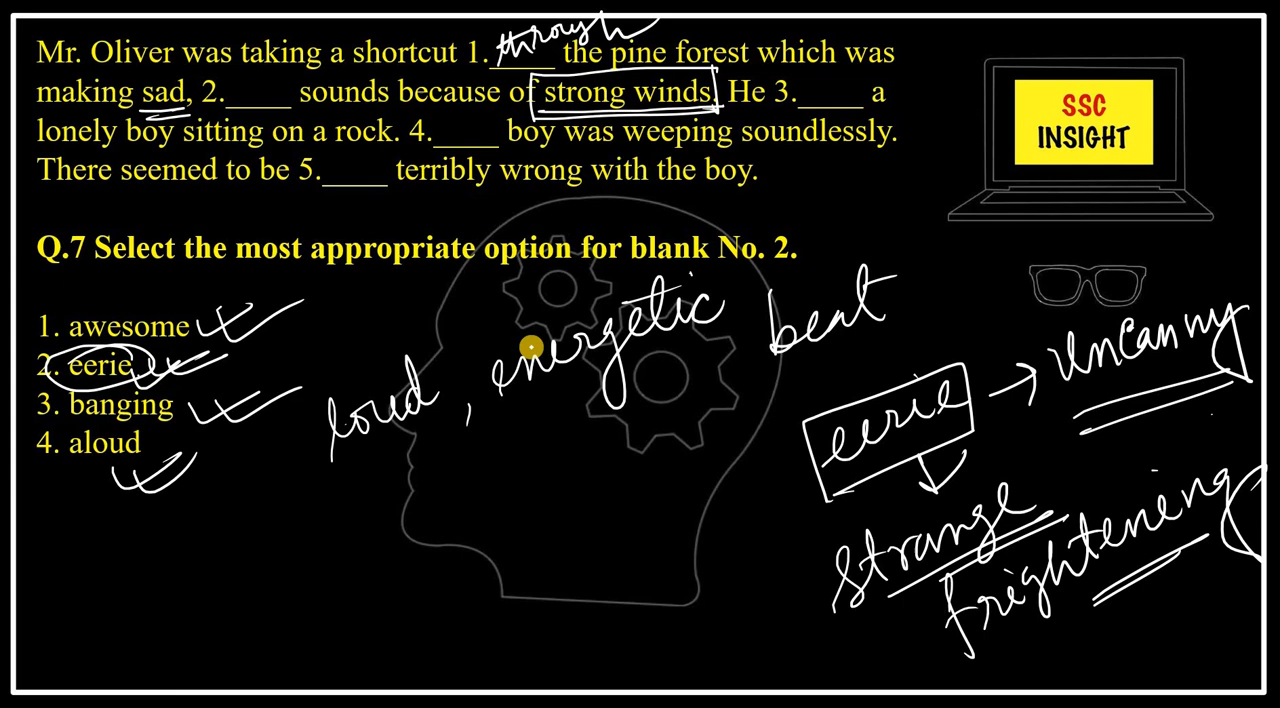 through
Mr. Oliver was taking a shortcut 1.____ the pine forest which was
making sad, 2.____ sounds because of strong winds. He 3.____ a
lonely boy sitting on a rock. 4.____ boy was weeping soundlessly.
There seemed to be 5.____ terribly wrong with the boy.
SSC
INSIGHT
Q.7 Select the most appropriate option for blank No. 2.
1. awesome
2. eerie
3. banging
4. aloud
loud, energetic beat
eerie → uncanny
strange
frightening